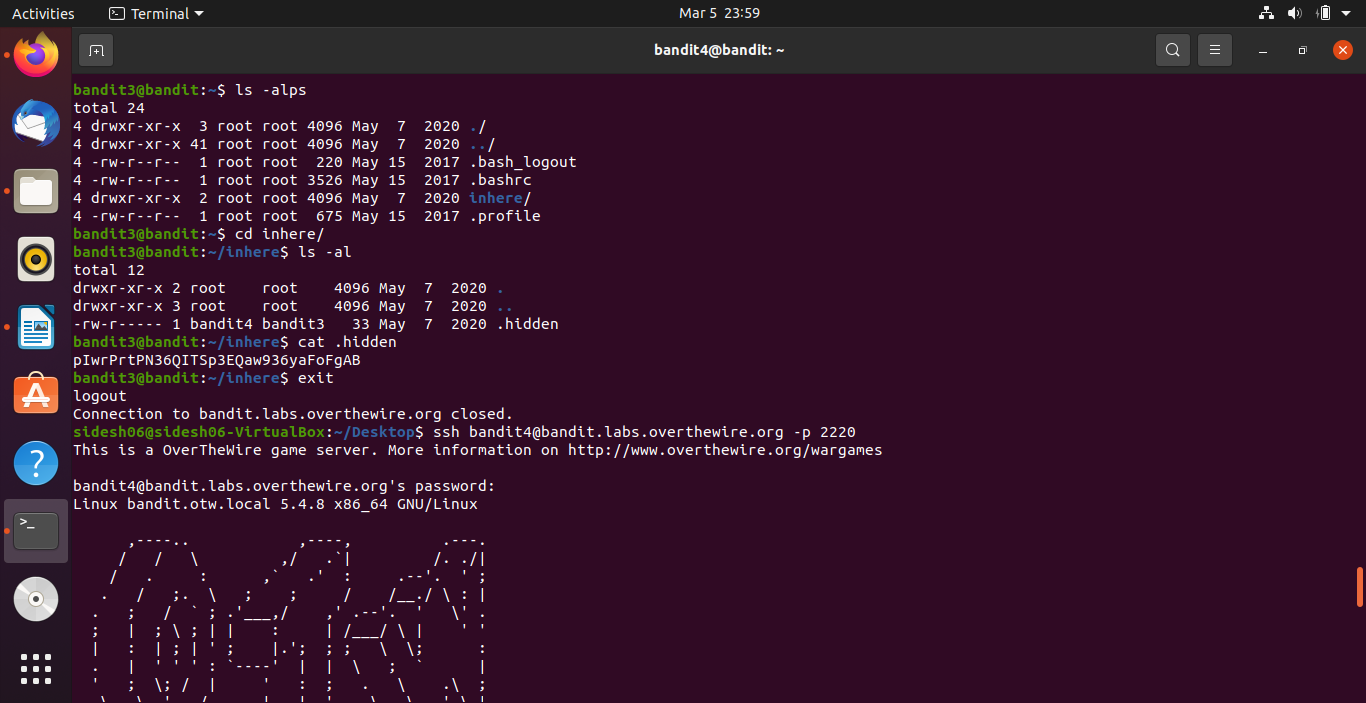 Activities Terminal Mar 5 23:59
bandit4@bandit: ~
bandit3@bandit:~$ ls -alps
total 24
4 drwxr-xr-x  3 root root 4096 May  7  2020 ./
4 drwxr-xr-x 41 root root 4096 May  7  2020 ../
4 -rw-r--r--  1 root root  220 May 15  2017 .bash_logout
4 -rw-r--r--  1 root root 3526 May 15  2017 .bashrc
4 drwxr-xr-x  2 root root 4096 May  7  2020 inhere/
4 -rw-r--r--  1 root root  675 May 15  2017 .profile
bandit3@bandit:~$ cd inhere/
bandit3@bandit:~/inhere$ ls -al
total 12
drwxr-xr-x 2 root    root    4096 May  7  2020 .
drwxr-xr-x 3 root    root    4096 May  7  2020 ..
-rw-r----- 1 bandit4 bandit3   33 May  7  2020 .hidden
bandit3@bandit:~/inhere$ cat .hidden
pIwrPrtPN36QITSp3EQaw936yaFoFgAB
bandit3@bandit:~/inhere$ exit
logout
Connection to bandit.labs.overthewire.org closed.
sidesh06@sidesh06-VirtualBox:~/Desktop$ ssh bandit4@bandit.labs.overthewire.org -p 2220
This is a OverTheWire game server. More information on http://www.overthewire.org/wargames
bandit4@bandit.labs.overthewire.org's password:
Linux bandit.otw.local 5.4.8 x86_64 GNU/Linux